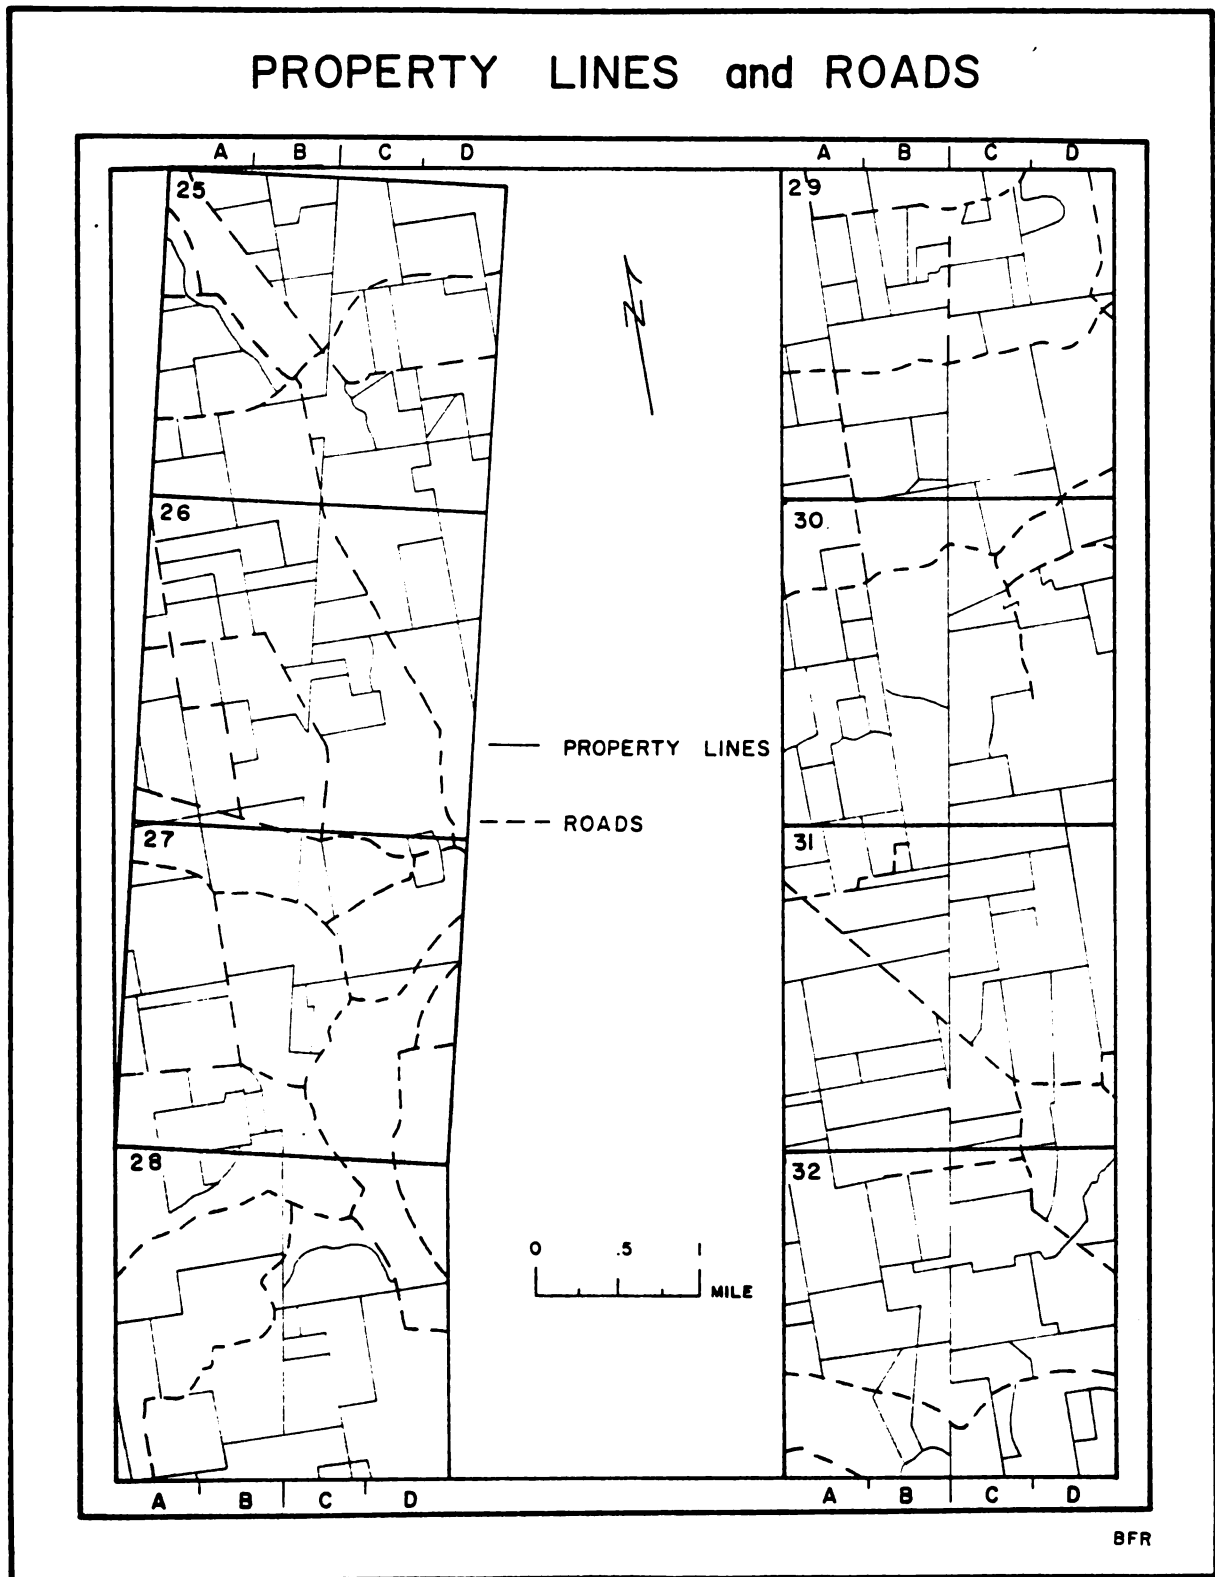 PROPERTY LINES and ROADS
A B C D
A B C D
25
26
27
28
29
30
31
32
N
PROPERTY LINES
ROADS
0 .5 1
MILE
A B C D
A B C D
BFR